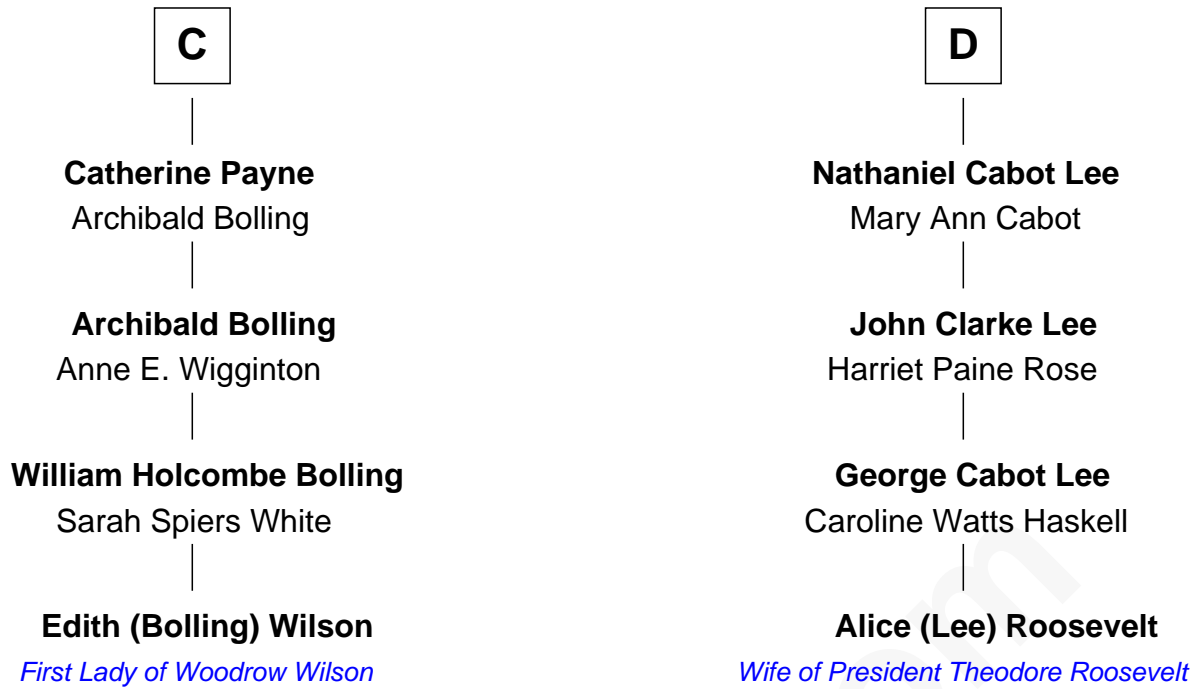 C
Catherine Payne
Archibald Bolling
Archibald Bolling
Anne E. Wigginton
William Holcombe Bolling
Sarah Spiers White
Edith (Bolling) Wilson
First Lady of Woodrow Wilson
D
Nathaniel Cabot Lee
Mary Ann Cabot
John Clarke Lee
Harriet Paine Rose
George Cabot Lee
Caroline Watts Haskell
Alice (Lee) Roosevelt
Wife of President Theodore Roosevelt